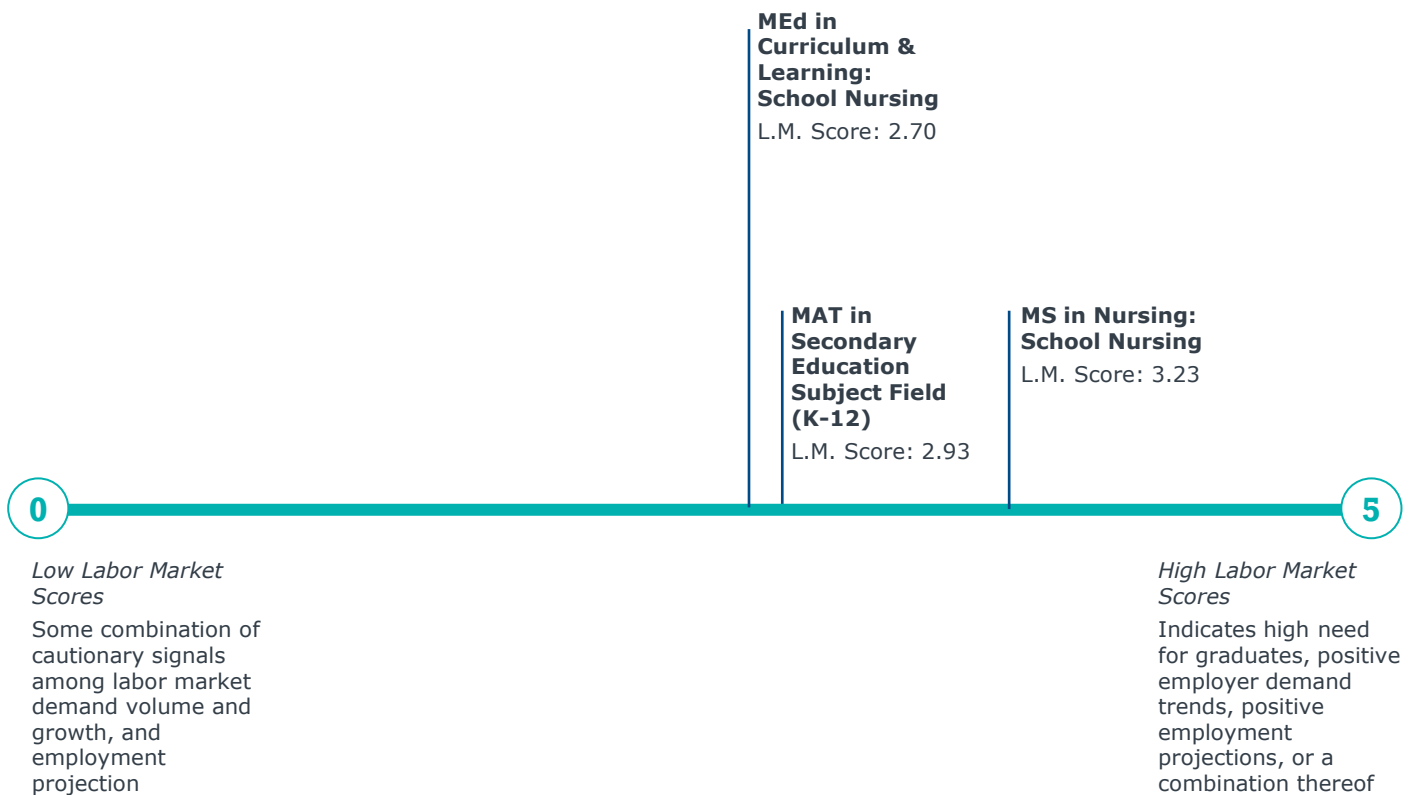 MEd in
Curriculum &
Learning:
School Nursing
L.M. Score: 2.70
MAT in
Secondary
Education
Subject Field
(K-12)
L.M. Score: 2.93
MS in Nursing:
School Nursing
L.M. Score: 3.23
0
5
Low Labor Market
Scores
Some combination of
cautionary signals
among labor market
demand volume and
growth, and
employment
projection
High Labor Market
Scores
Indicates high need
for graduates, positive
employer demand
trends, positive
employment
projections, or a
combination thereof